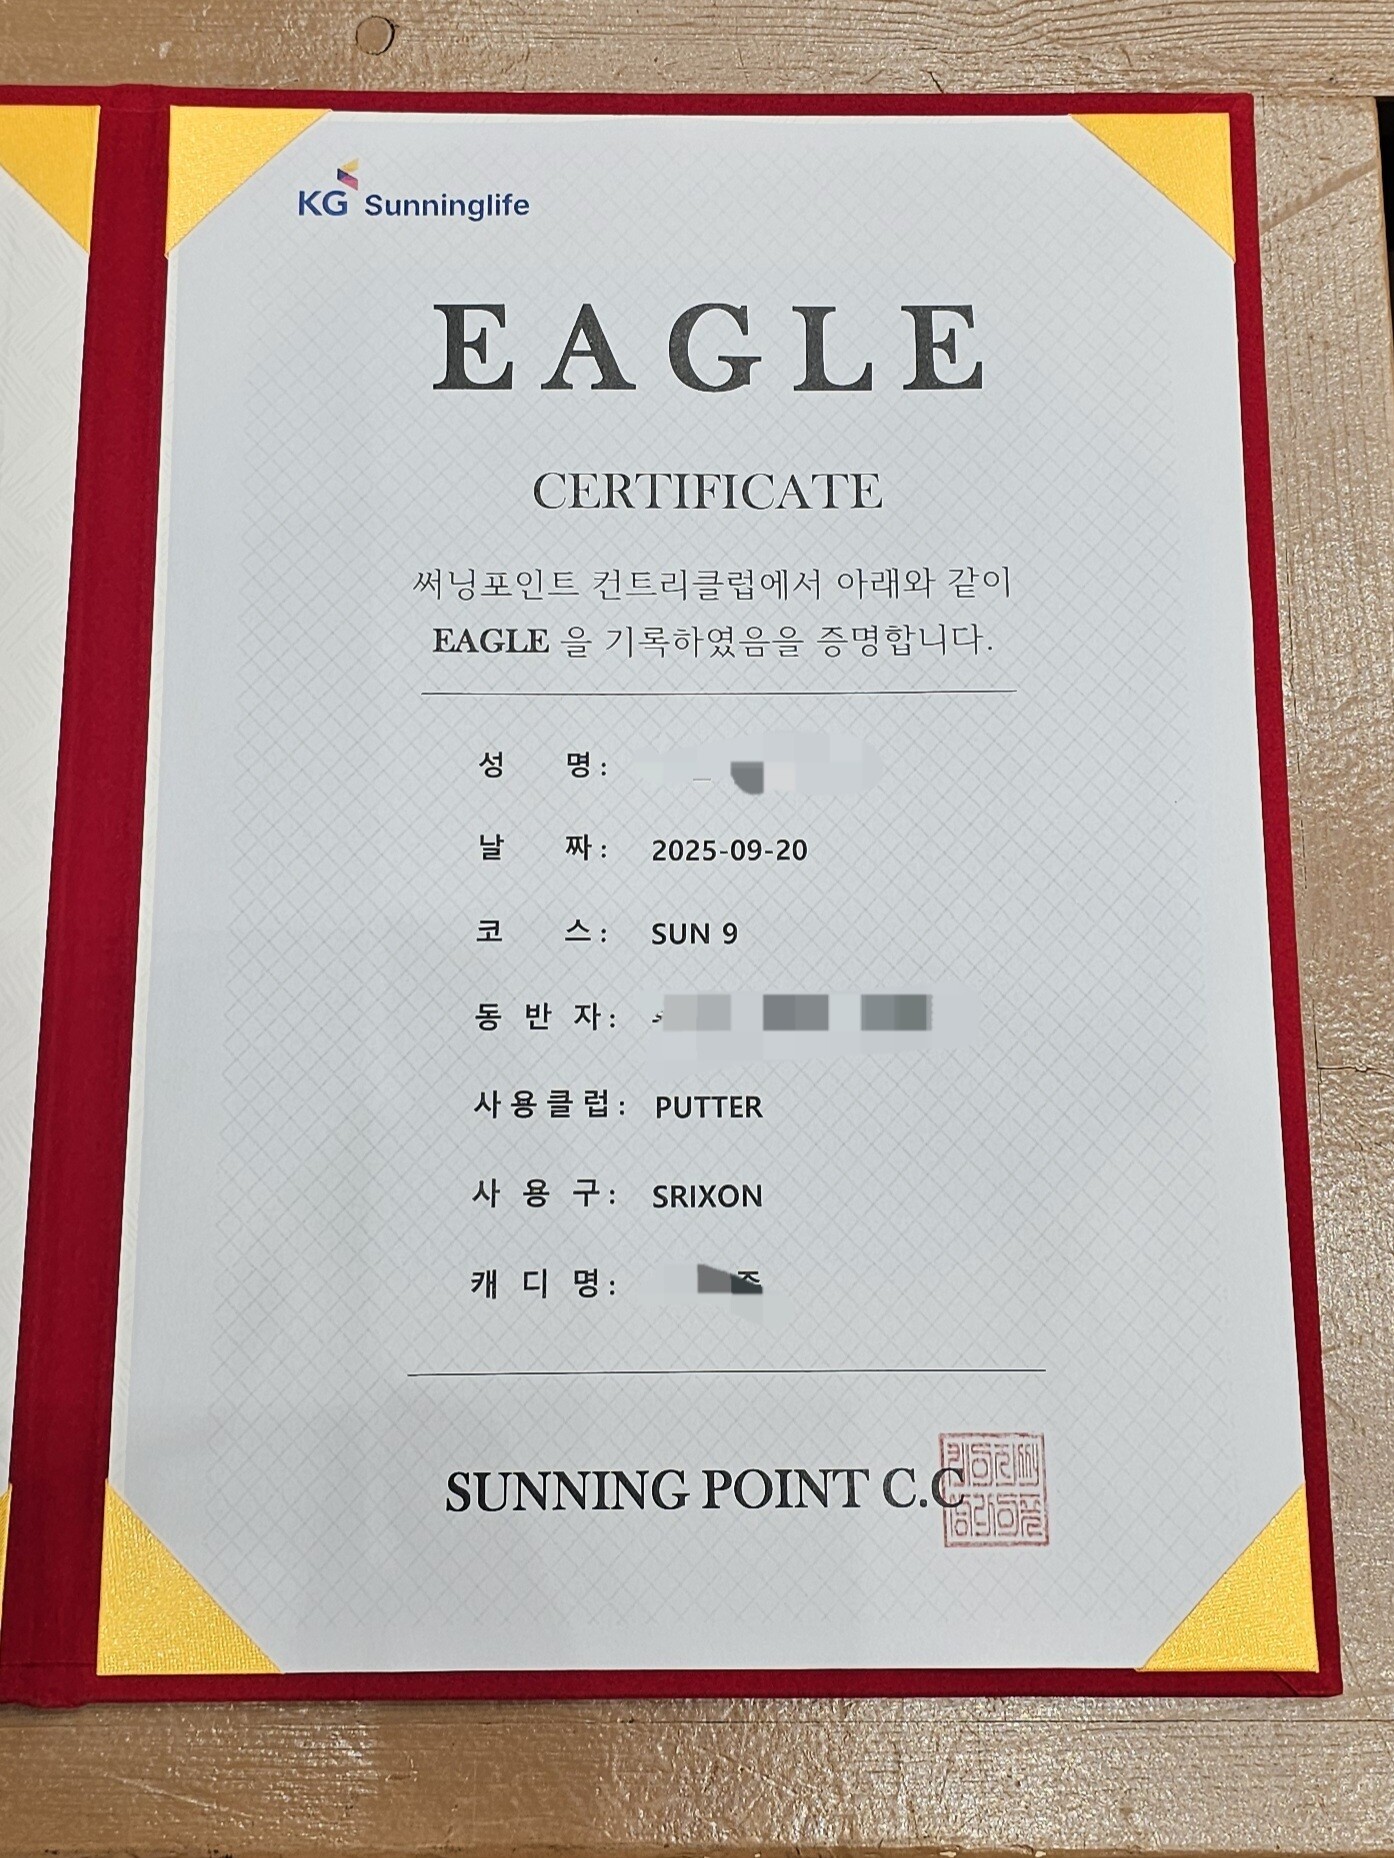 KG Sunninglife
EAGLE
CERTIFICATE
써닝포인트 컨트리클럽에서 아래와 같이
EAGLE 을 기록하였음을 증명합니다.
성 명 :
날 짜 : 2025-09-20
코 스 : SUN 9
동 반 자 :
사 용 클 럽 : PUTTER
사 용 구 : SRIXON
캐 디 명 :
SUNNING POINT C.C